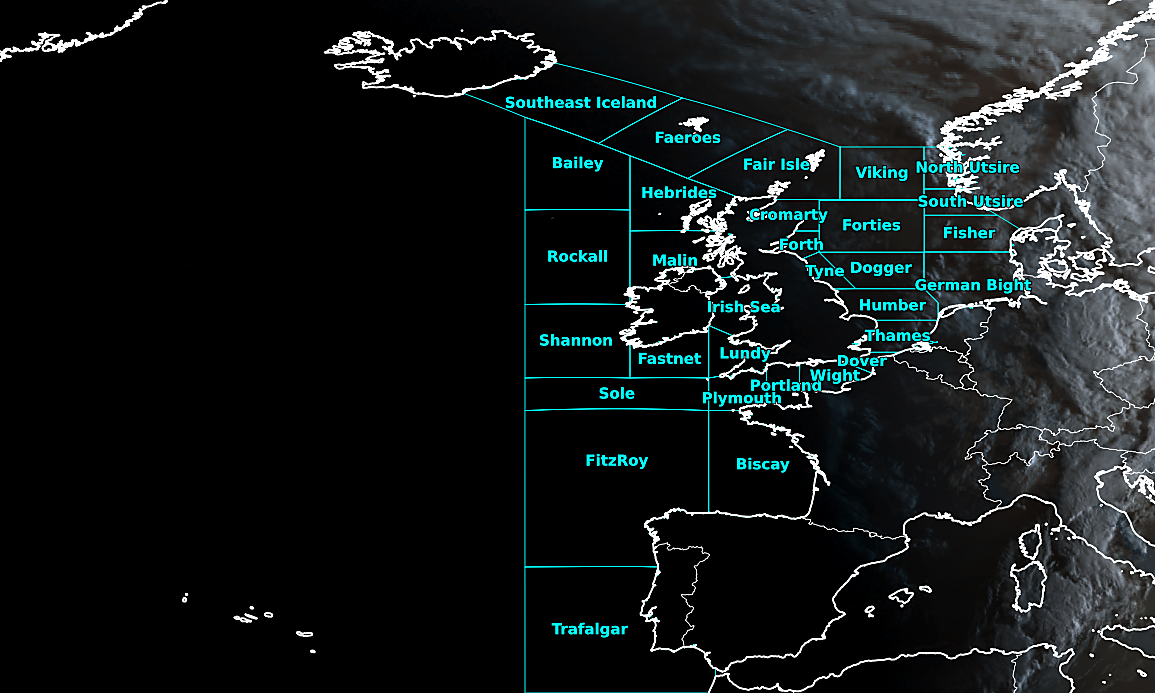 Southeast Iceland
Faeroes
Bailey
Fair Isle
Viking
North Utsire
Hebrides
South Utsire
Cromarty
Forties
Fisher
Forth
Rockall
Malin
Tyne
Dogger
German Bight
Irish Sea
Humber
Shannon
Thames
Fastnet
Lundy
Dover
Wight
Portland
Sole
Plymouth
FitzRoy
Biscay
Trafalgar